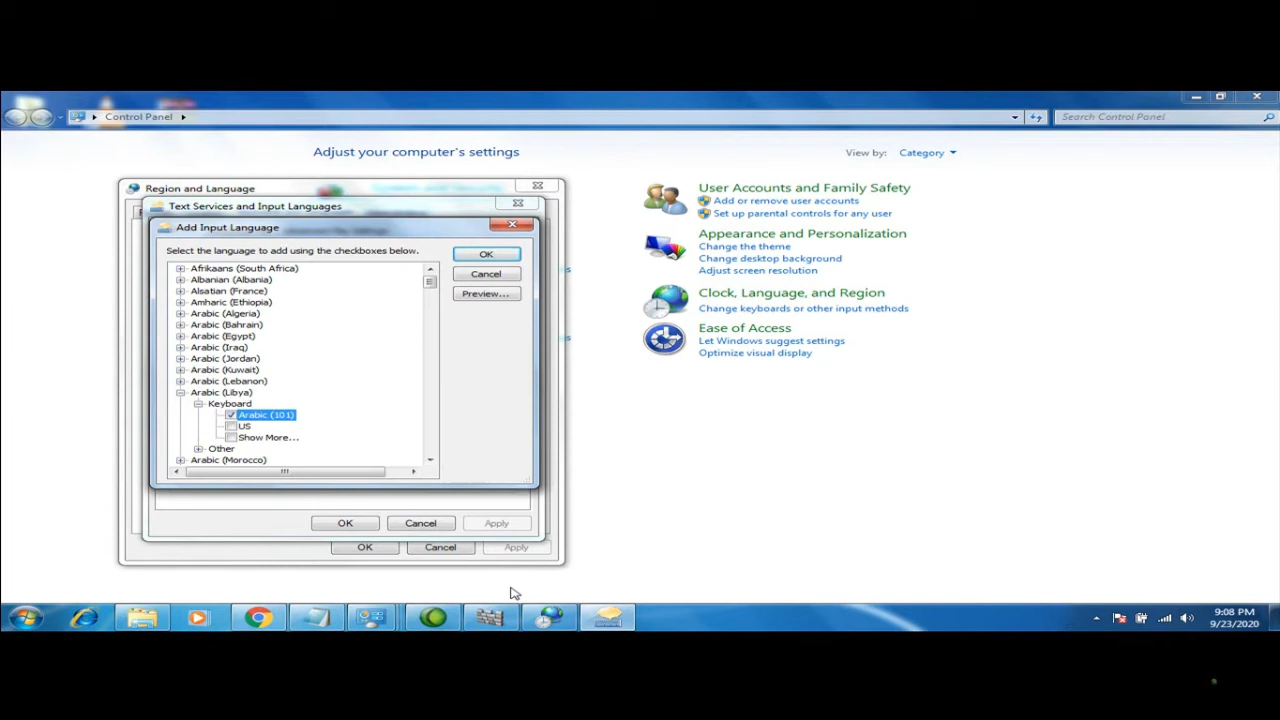 Control Panel
Search Control Panel
Adjust your computer's settings
View by: Category
Region and Language
Text Services and Input Languages
Add Input Language
Select the language to add using the checkboxes below.
Afrikaans (South Africa)
Albanian (Albania)
Alsatian (France)
Amharic (Ethiopia)
Arabic (Algeria)
Arabic (Bahrain)
Arabic (Egypt)
Arabic (Iraq)
Arabic (Jordan)
Arabic (Kuwait)
Arabic (Lebanon)
Arabic (Libya)
Keyboard
Arabic (101)
US
Show More...
Other
Arabic (Morocco)
OK
Cancel
Preview...
OK Cancel Apply
OK Cancel Apply
User Accounts and Family Safety
Add or remove user accounts
Set up parental controls for any user
Appearance and Personalization
Change the theme
Change desktop background
Adjust screen resolution
Clock, Language, and Region
Change keyboards or other input methods
Ease of Access
Let Windows suggest settings
Optimize visual display
9:08 PM
9/23/2020